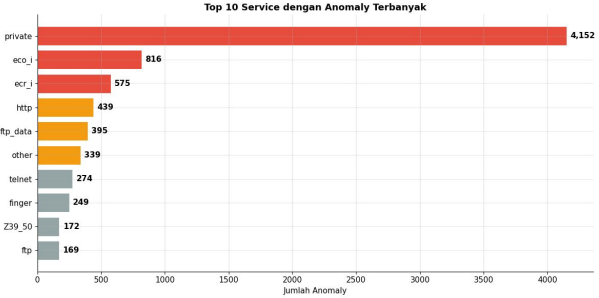 Top 10 Service dengan Anomaly Terbanyak
private 4,152
eco_i 816
ecr_i 575
http 439
ftp_data 395
other 339
telnet 274
finger 249
Z39_50 172
ftp 169
0 500 1000 1500 2000 2500 3000 3500 4000
Jumlah Anomaly